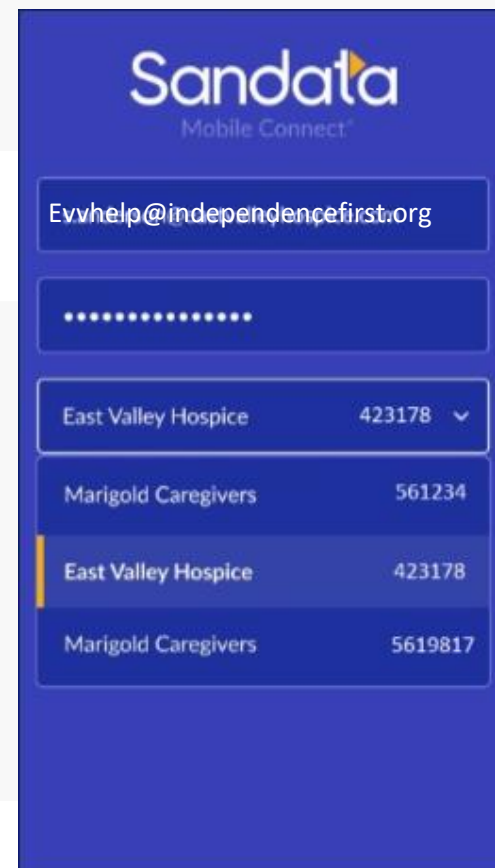 Sandata
Mobile Connect
Evvhelp@independencefirst.org
•••••••••••••••
East Valley Hospice 423178
Marigold Caregivers 561234
East Valley Hospice 423178
Marigold Caregivers 5619817